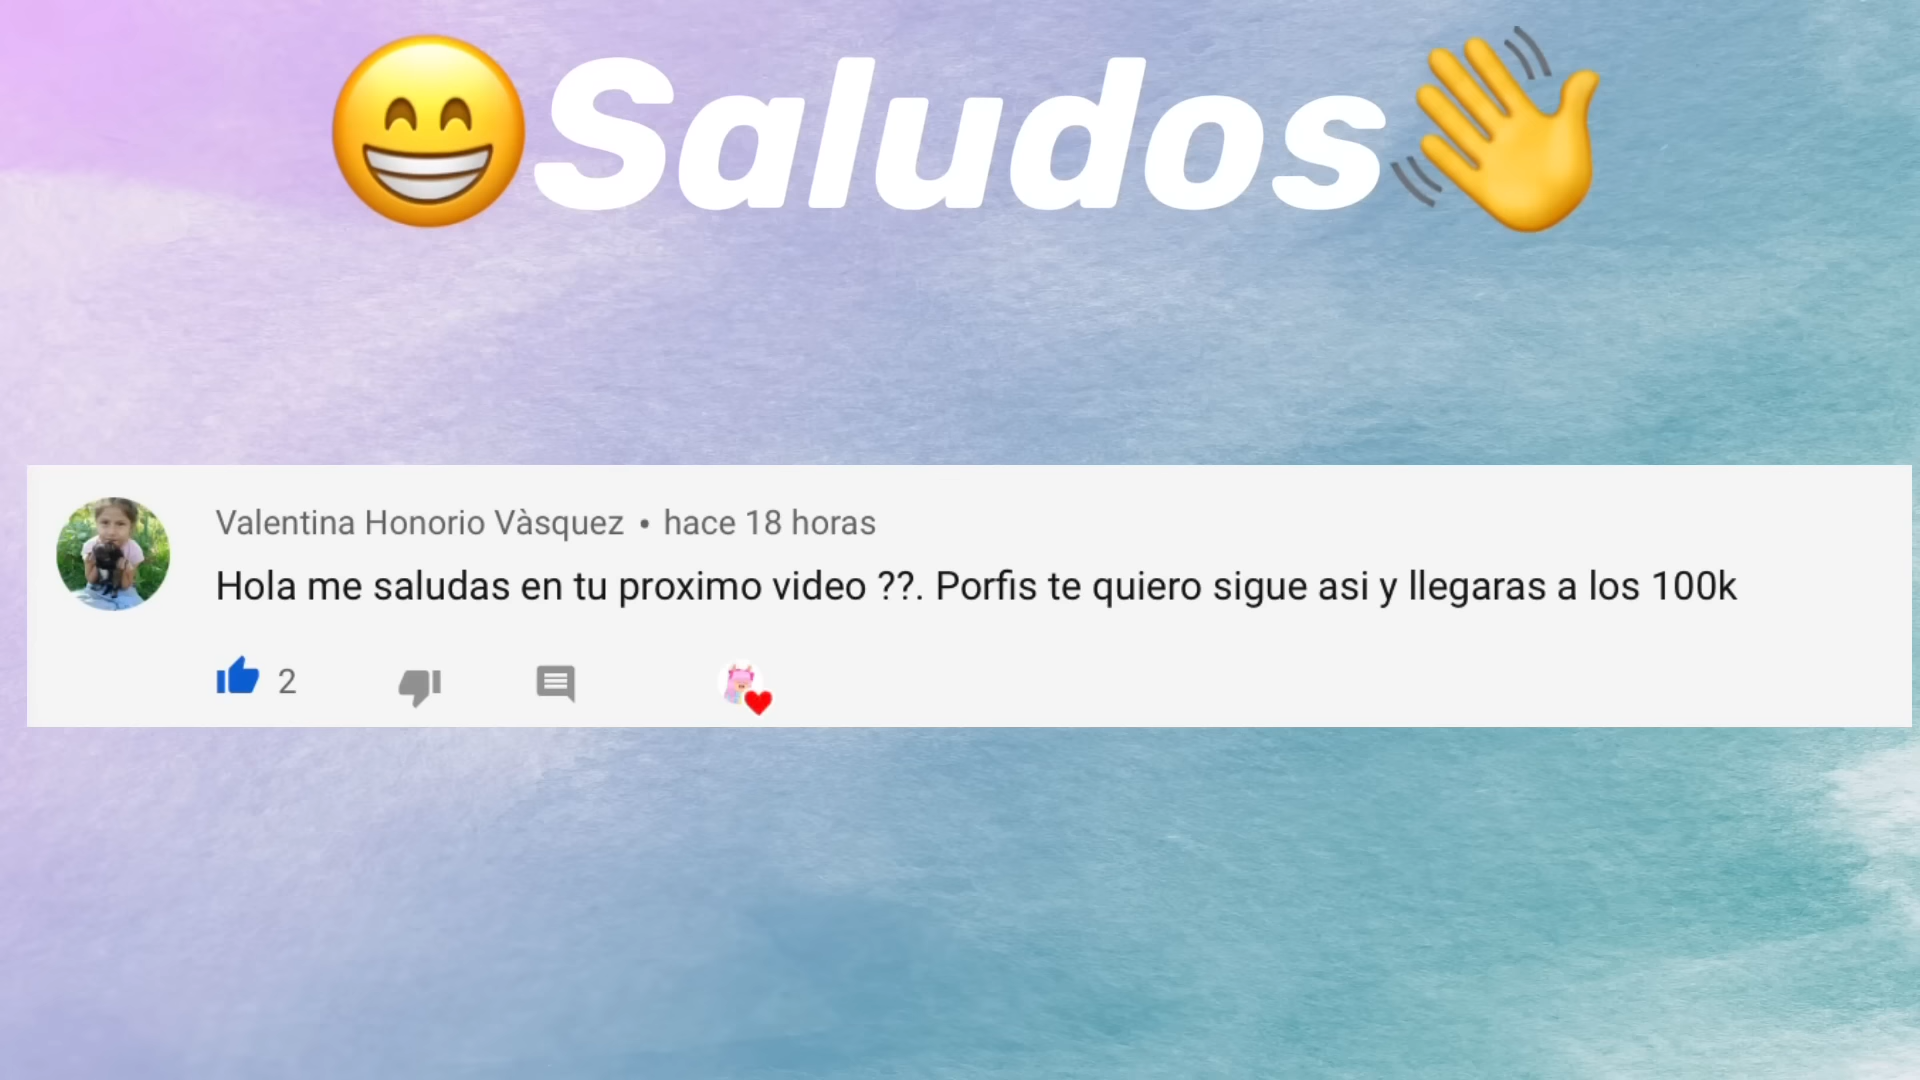 😁Saludos👋
Valentina Honorio Vàsquez • hace 18 horas
Hola me saludas en tu proximo video ??. Porfis te quiero sigue asi y llegaras a los 100k
2